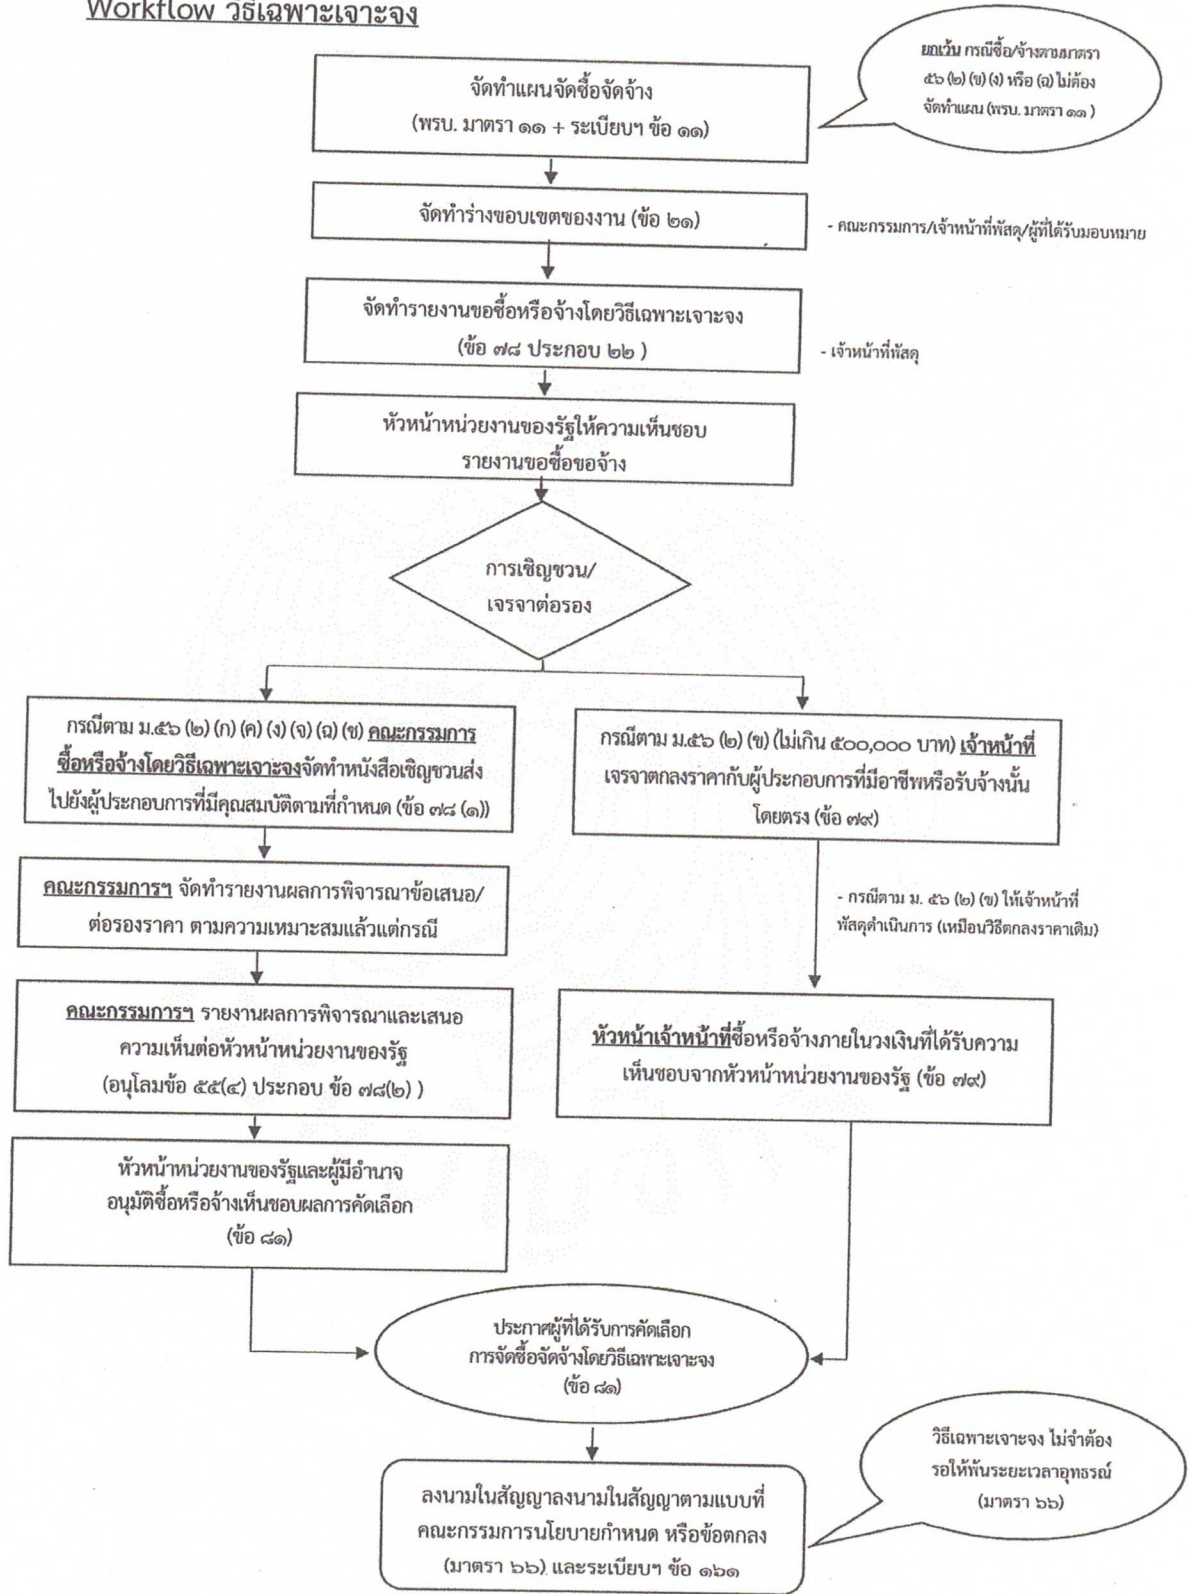 Workflow วิธีเฉพาะเจาะจง
ยกเว้น กรณีซื้อ/จ้างตามมาตรา
๕๖ (๒) (ข) (ง) หรือ (ฉ) ไม่ต้อง
จัดทำแผน (พรบ. มาตรา ๑๑ )
จัดทำแผนจัดซื้อจัดจ้าง
(พรบ. มาตรา ๑๑ + ระเบียบฯ ข้อ ๑๑)
จัดทำร่างขอบเขตของงาน (ข้อ ๒๑)
- คณะกรรมการ/เจ้าหน้าที่พัสดุ/ผู้ที่ได้รับมอบหมาย
จัดทำรายงานขอซื้อหรือจ้างโดยวิธีเฉพาะเจาะจง
(ข้อ ๗๘ ประกอบ ๒๒ )
- เจ้าหน้าที่พัสดุ
หัวหน้าหน่วยงานของรัฐให้ความเห็นชอบ
รายงานขอซื้อขอจ้าง
การเชิญชวน/
เจรจาต่อรอง
กรณีตาม ม.๕๖ (๒) (ก) (ค) (ง) (จ) (ฉ) (ช) คณะกรรมการ
ซื้อหรือจ้างโดยวิธีเฉพาะเจาะจงจัดทำหนังสือเชิญชวนส่ง
ไปยังผู้ประกอบการที่มีคุณสมบัติตามที่กำหนด (ข้อ ๗๘ (๑))
กรณีตาม ม.๕๖ (๒) (ข) (ไม่เกิน ๕๐๐,๐๐๐ บาท) เจ้าหน้าที่
เจรจาตกลงราคากับผู้ประกอบการที่มีอาชีพหรือรับจ้างนั้น
โดยตรง (ข้อ ๗๙)
คณะกรรมการฯ จัดทำรายงานผลการพิจารณาข้อเสนอ/
ต่อรองราคา ตามความเหมาะสมแล้วแต่กรณี
- กรณีตาม ม. ๕๖ (๒) (ข) ให้เจ้าหน้าที่
พัสดุดำเนินการ (เหมือนวิธีตกลงราคาเดิม)
คณะกรรมการฯ รายงานผลการพิจารณาและเสนอ
ความเห็นต่อหัวหน้าหน่วยงานของรัฐ
(อนุโลมข้อ ๕๕(๔) ประกอบ ข้อ ๗๘(๒) )
หัวหน้าเจ้าหน้าที่ซื้อหรือจ้างภายในวงเงินที่ได้รับความ
เห็นชอบจากหัวหน้าหน่วยงานของรัฐ (ข้อ ๗๙)
หัวหน้าหน่วยงานของรัฐและผู้มีอำนาจ
อนุมัติซื้อหรือจ้างเห็นชอบผลการคัดเลือก
(ข้อ ๘๑)
ประกาศผู้ที่ได้รับการคัดเลือก
การจัดซื้อจัดจ้างโดยวิธีเฉพาะเจาะจง
(ข้อ ๘๑)
วิธีเฉพาะเจาะจง ไม่จำต้อง
รอให้พ้นระยะเวลาอุทธรณ์
(มาตรา ๖๖)
ลงนามในสัญญาลงนามในสัญญาตามแบบที่
คณะกรรมการนโยบายกำหนด หรือข้อตกลง
(มาตรา ๖๖) และระเบียบฯ ข้อ ๑๖๑